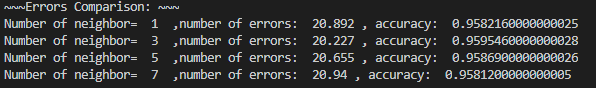 ~~~Errors Comparison: ~~~
Number of neighbor=  1  ,number of errors:  20.892 , accuracy:  0.9582160000000025
Number of neighbor=  3  ,number of errors:  20.227 , accuracy:  0.9595460000000028
Number of neighbor=  5  ,number of errors:  20.655 , accuracy:  0.9586900000000026
Number of neighbor=  7  ,number of errors:  20.94 , accuracy:  0.9581200000000005